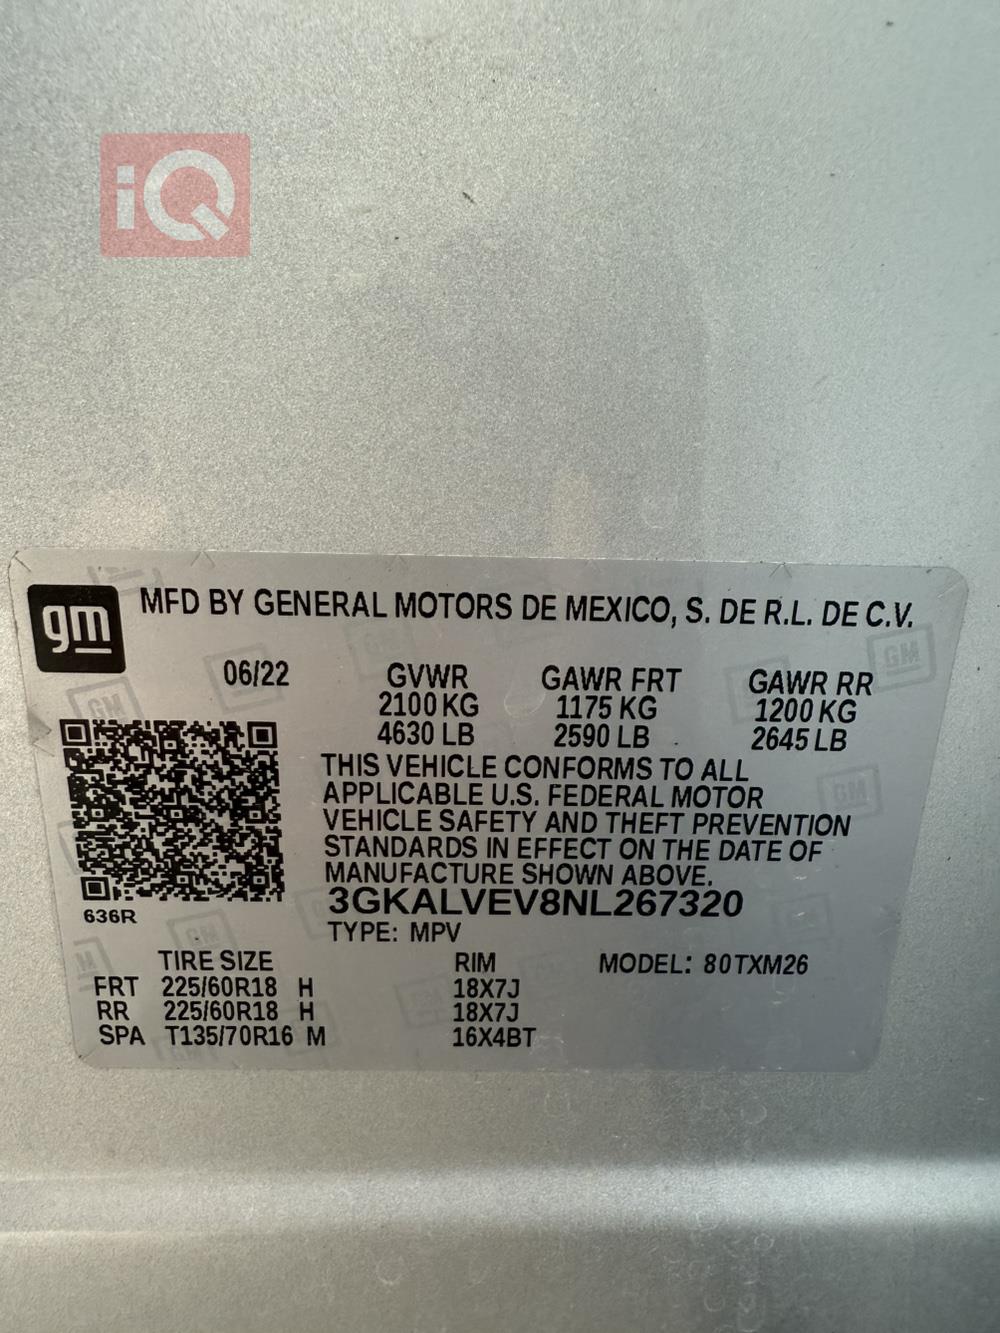 iQ
gm
MFD BY GENERAL MOTORS DE MEXICO, S. DE R.L. DE C.V.
06/22 GVWR GAWR FRT GAWR RR
2100 KG 1175 KG 1200 KG
4630 LB 2590 LB 2645 LB
THIS VEHICLE CONFORMS TO ALL
APPLICABLE U.S. FEDERAL MOTOR
VEHICLE SAFETY AND THEFT PREVENTION
STANDARDS IN EFFECT ON THE DATE OF
MANUFACTURE SHOWN ABOVE.
3GKALVEV8NL267320
636R
TYPE: MPV
TIRE SIZE RIM MODEL: 80TXM26
FRT 225/60R18 H 18X7J
RR 225/60R18 H 18X7J
SPA T135/70R16 M 16X4BT